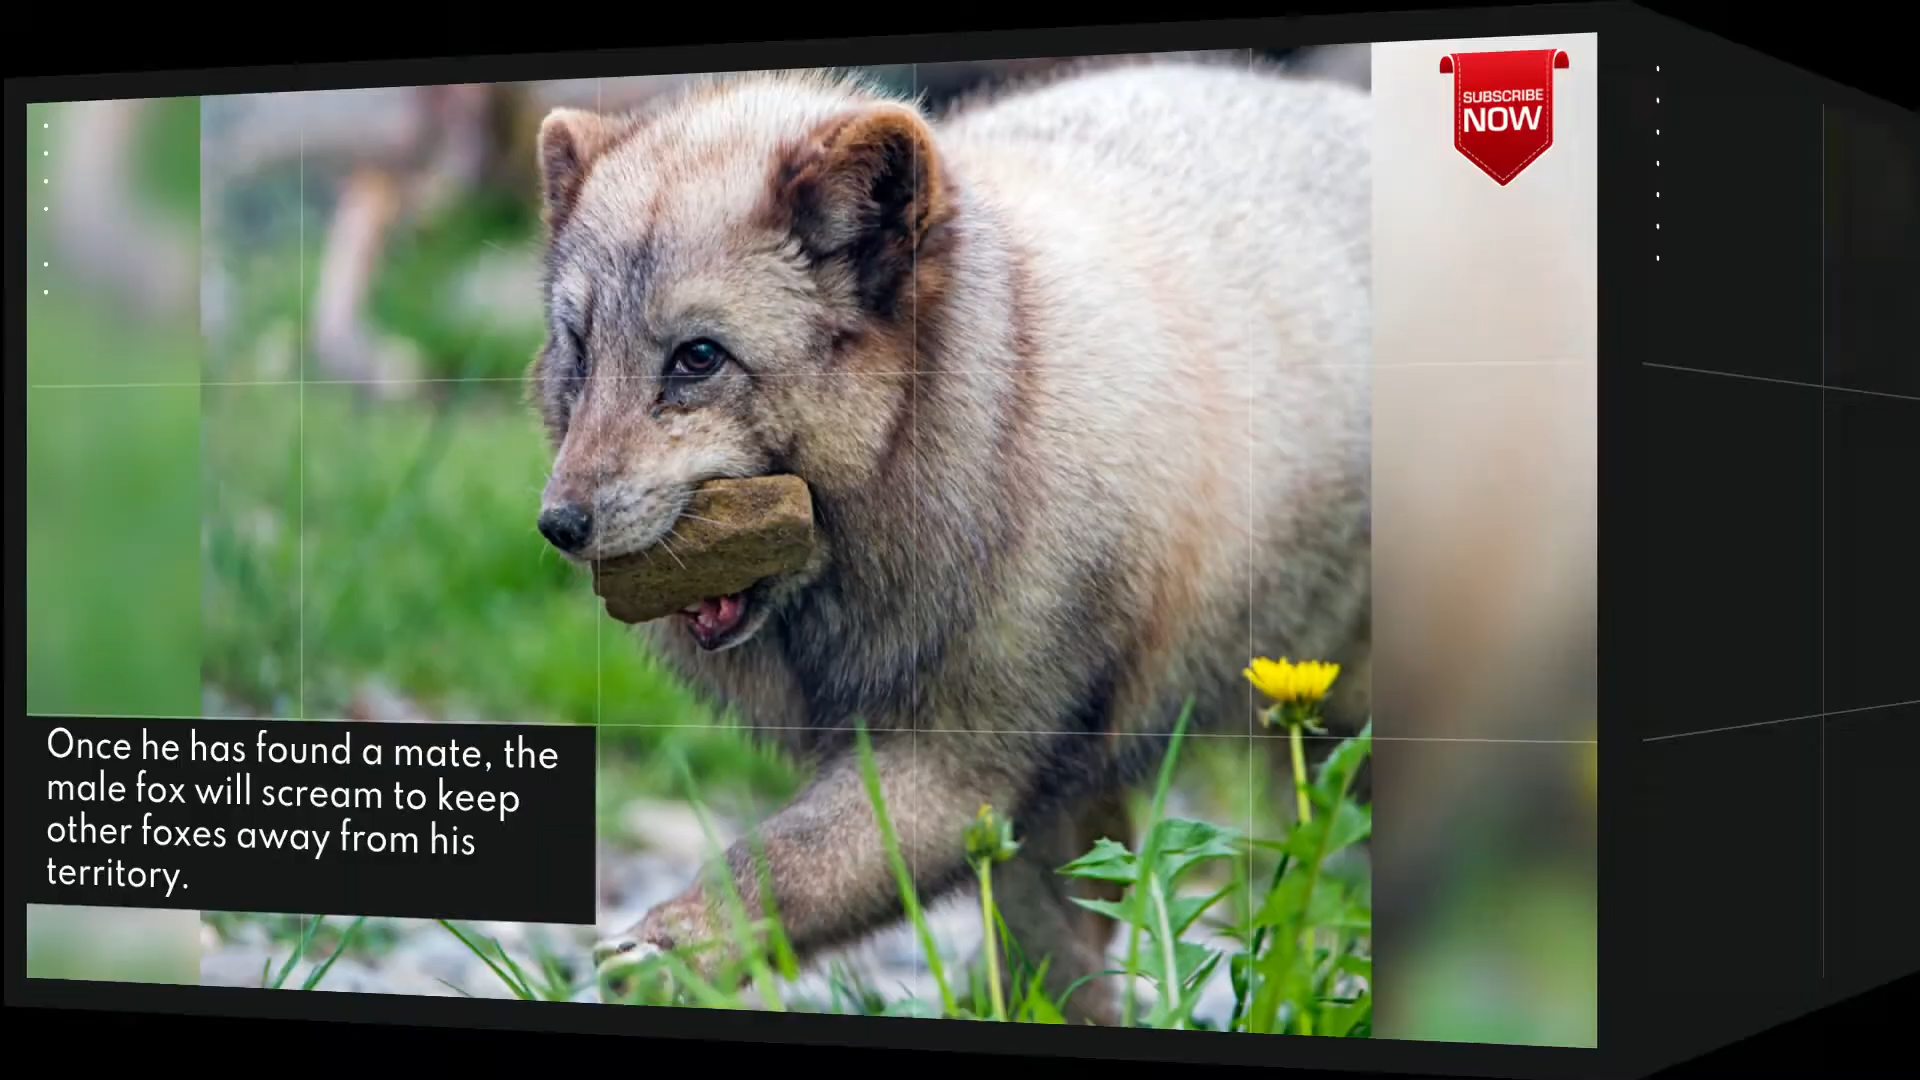 SUBSCRIBE
NOW
Once he has found a mate, the
male fox will scream to keep
other foxes away from his
territory.